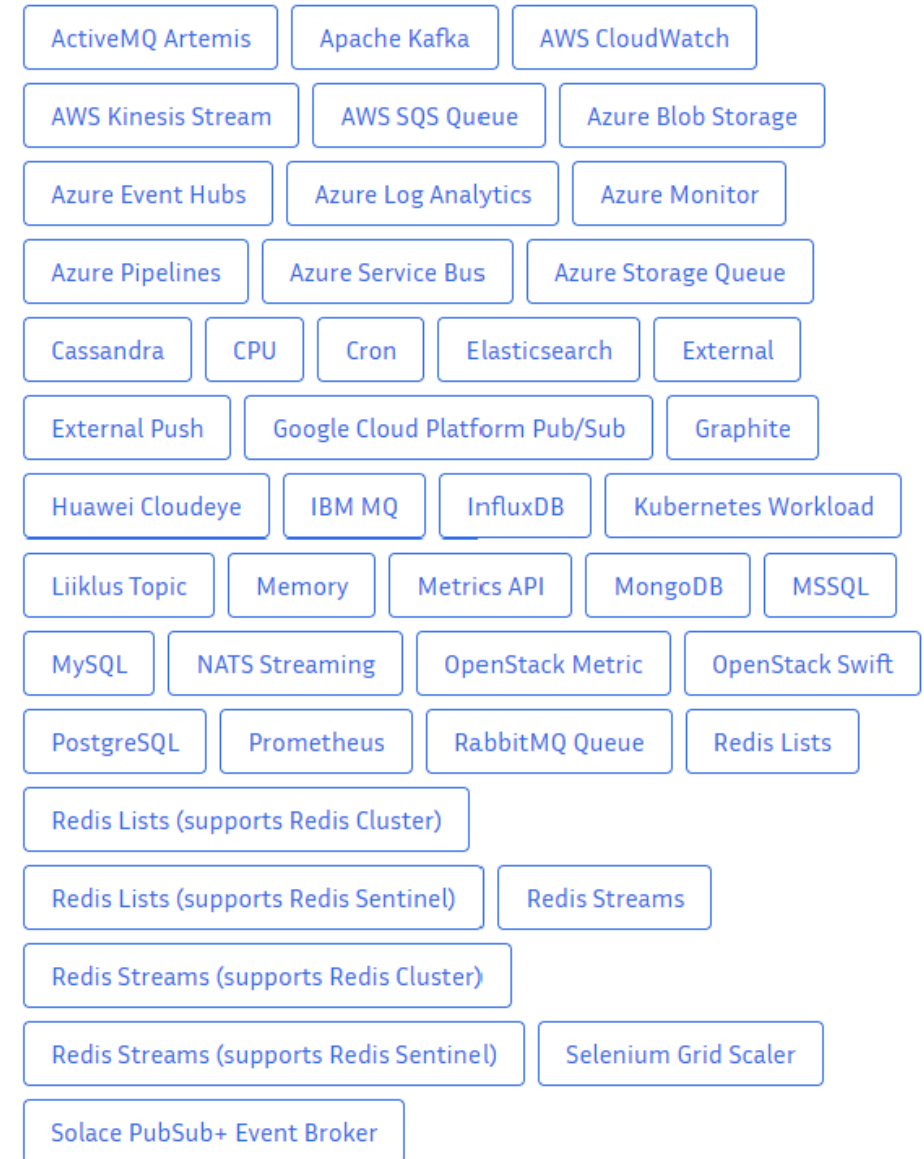 ActiveMQ Artemis Apache Kafka AWS CloudWatch
AWS Kinesis Stream AWS SQS Queue Azure Blob Storage
Azure Event Hubs Azure Log Analytics Azure Monitor
Azure Pipelines Azure Service Bus Azure Storage Queue
Cassandra CPU Cron Elasticsearch External
External Push Google Cloud Platform Pub/Sub Graphite
Huawei Cloudeye IBM MQ InfluxDB Kubernetes Workload
Liiklus Topic Memory Metrics API MongoDB MSSQL
MySQL NATS Streaming OpenStack Metric OpenStack Swift
PostgreSQL Prometheus RabbitMQ Queue Redis Lists
Redis Lists (supports Redis Cluster)
Redis Lists (supports Redis Sentinel) Redis Streams
Redis Streams (supports Redis Cluster)
Redis Streams (supports Redis Sentinel) Selenium Grid Scaler
Solace PubSub+ Event Broker